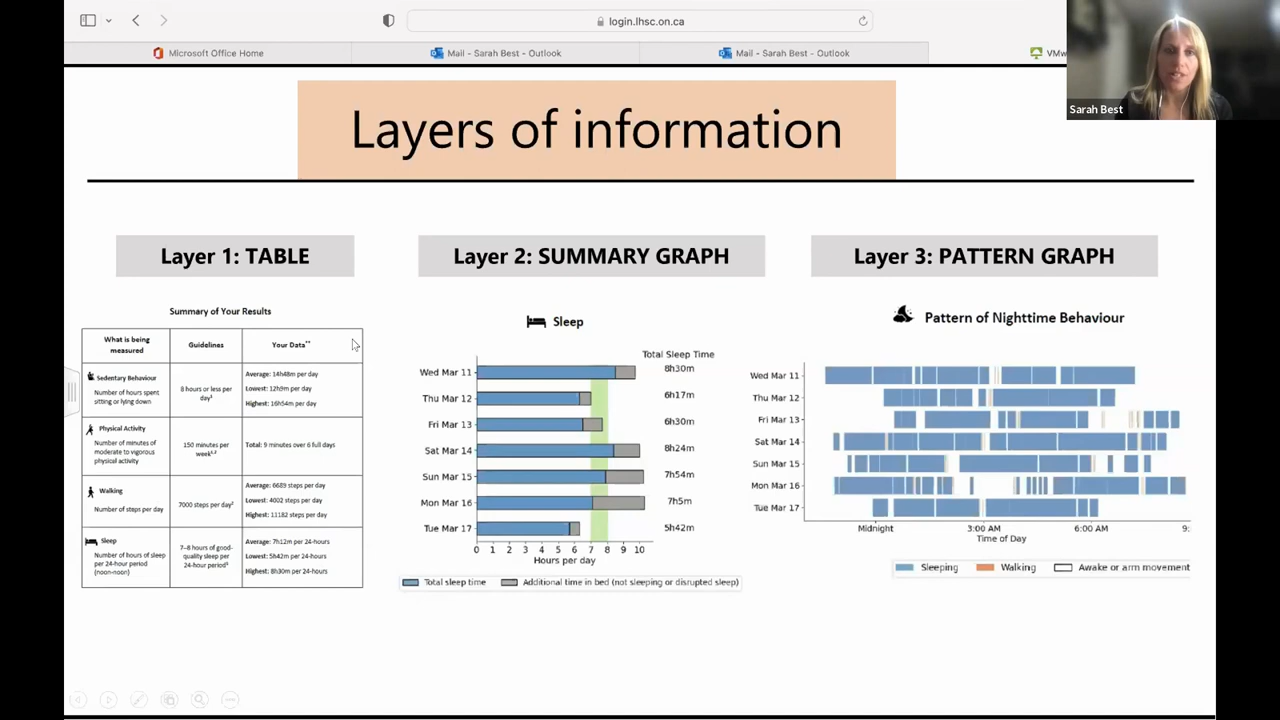 login.lhsc.on.ca
Microsoft Office Home
Mail - Sarah Best - Outlook
Mail - Sarah Best - Outlook
VMw
Sarah Best
Layers of information
Layer 1: TABLE
Summary of Your Results
What is being
measured
Guidelines
Your Data**
Sedentary Behaviour
Number of hours spent
sitting or lying down
8 hours or less per
day¹
Average: 14h48m per day
Lowest: 12h9m per day
Highest: 16h54m per day
Physical Activity
Number of minutes of
moderate to vigorous
physical activity
150 minutes per
week¹·²
Total: 9 minutes over 6 full days
Walking
Number of steps per day
7000 steps per day²
Average: 6689 steps per day
Lowest: 4002 steps per day
Highest: 11182 steps per day
Sleep
Number of hours of sleep
per 24-hour period
(noon-noon)
7–8 hours of good-
quality sleep per
24-hour period³
Average: 7h12m per 24-hours
Lowest: 5h42m per 24-hours
Highest: 8h30m per 24-hours
Layer 2: SUMMARY GRAPH
Sleep
Total Sleep Time
Wed Mar 11 8h30m
Thu Mar 12 6h17m
Fri Mar 13 6h30m
Sat Mar 14 8h24m
Sun Mar 15 7h54m
Mon Mar 16 7h5m
Tue Mar 17 5h42m
0 1 2 3 4 5 6 7 8 9 10
Hours per day
Total sleep time Additional time in bed (not sleeping or disrupted sleep)
Layer 3: PATTERN GRAPH
Pattern of Nighttime Behaviour
Wed Mar 11
Thu Mar 12
Fri Mar 13
Sat Mar 14
Sun Mar 15
Mon Mar 16
Tue Mar 17
Midnight 3:00 AM 6:00 AM 9:
Time of Day
Sleeping Walking Awake or arm movement